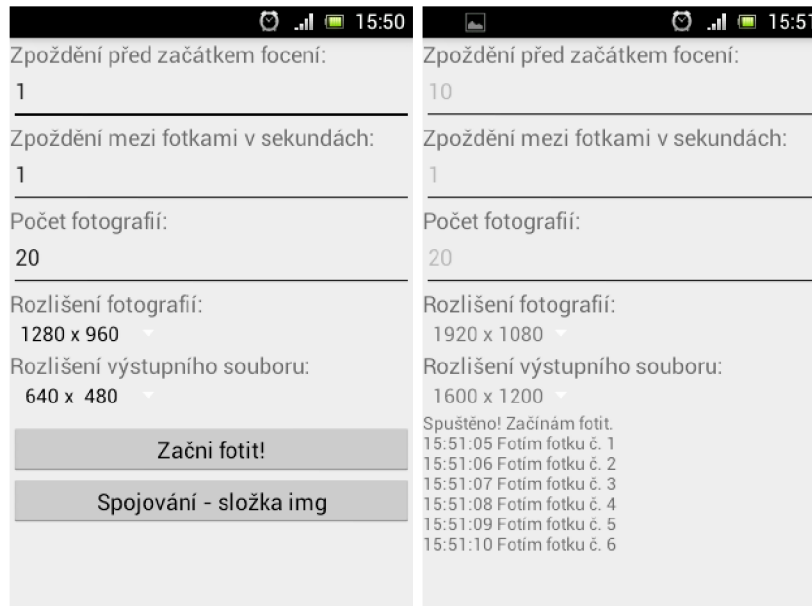 15:50
Zpoždění před začátkem focení:
1
Zpoždění mezi fotkami v sekundách:
1
Počet fotografií:
20
Rozlišení fotografií:
1280 x 960
Rozlišení výstupního souboru:
640 x 480
Začni fotit!
Spojování - složka img
15:51
Zpoždění před začátkem focení:
10
Zpoždění mezi fotkami v sekundách:
1
Počet fotografií:
20
Rozlišení fotografií:
1920 x 1080
Rozlišení výstupního souboru:
1600 x 1200
Spuštěno! Začínám fotit.
15:51:05 Fotím fotku č. 1
15:51:06 Fotím fotku č. 2
15:51:07 Fotím fotku č. 3
15:51:08 Fotím fotku č. 4
15:51:09 Fotím fotku č. 5
15:51:10 Fotím fotku č. 6